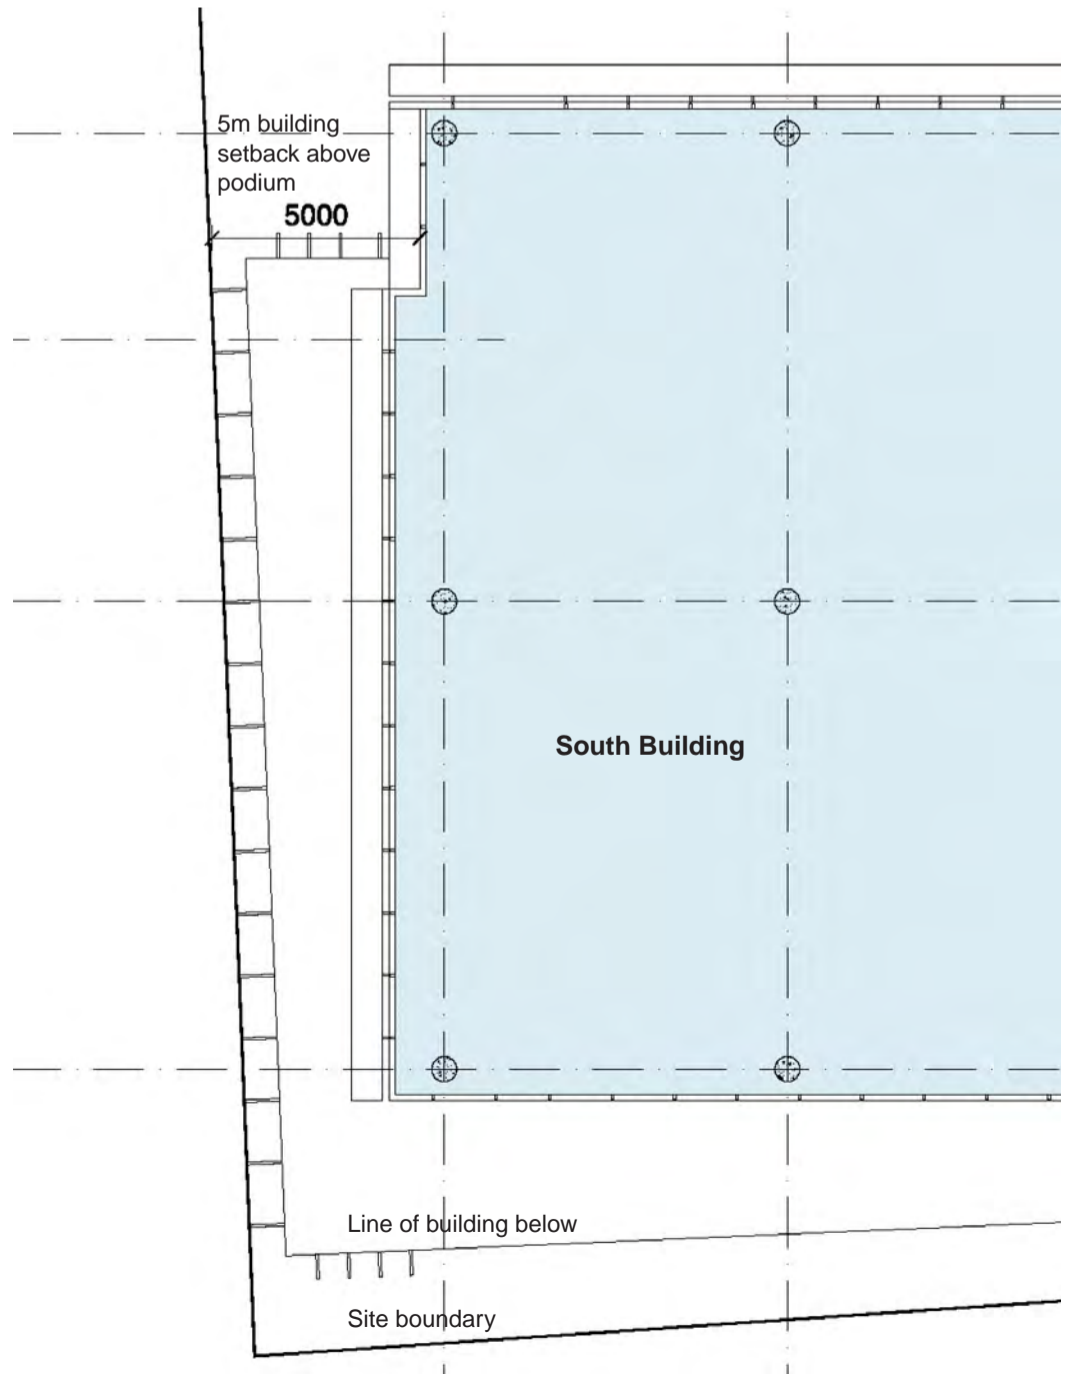 5m building
setback above
podium
5000
South Building
Line of building below
Site boundary